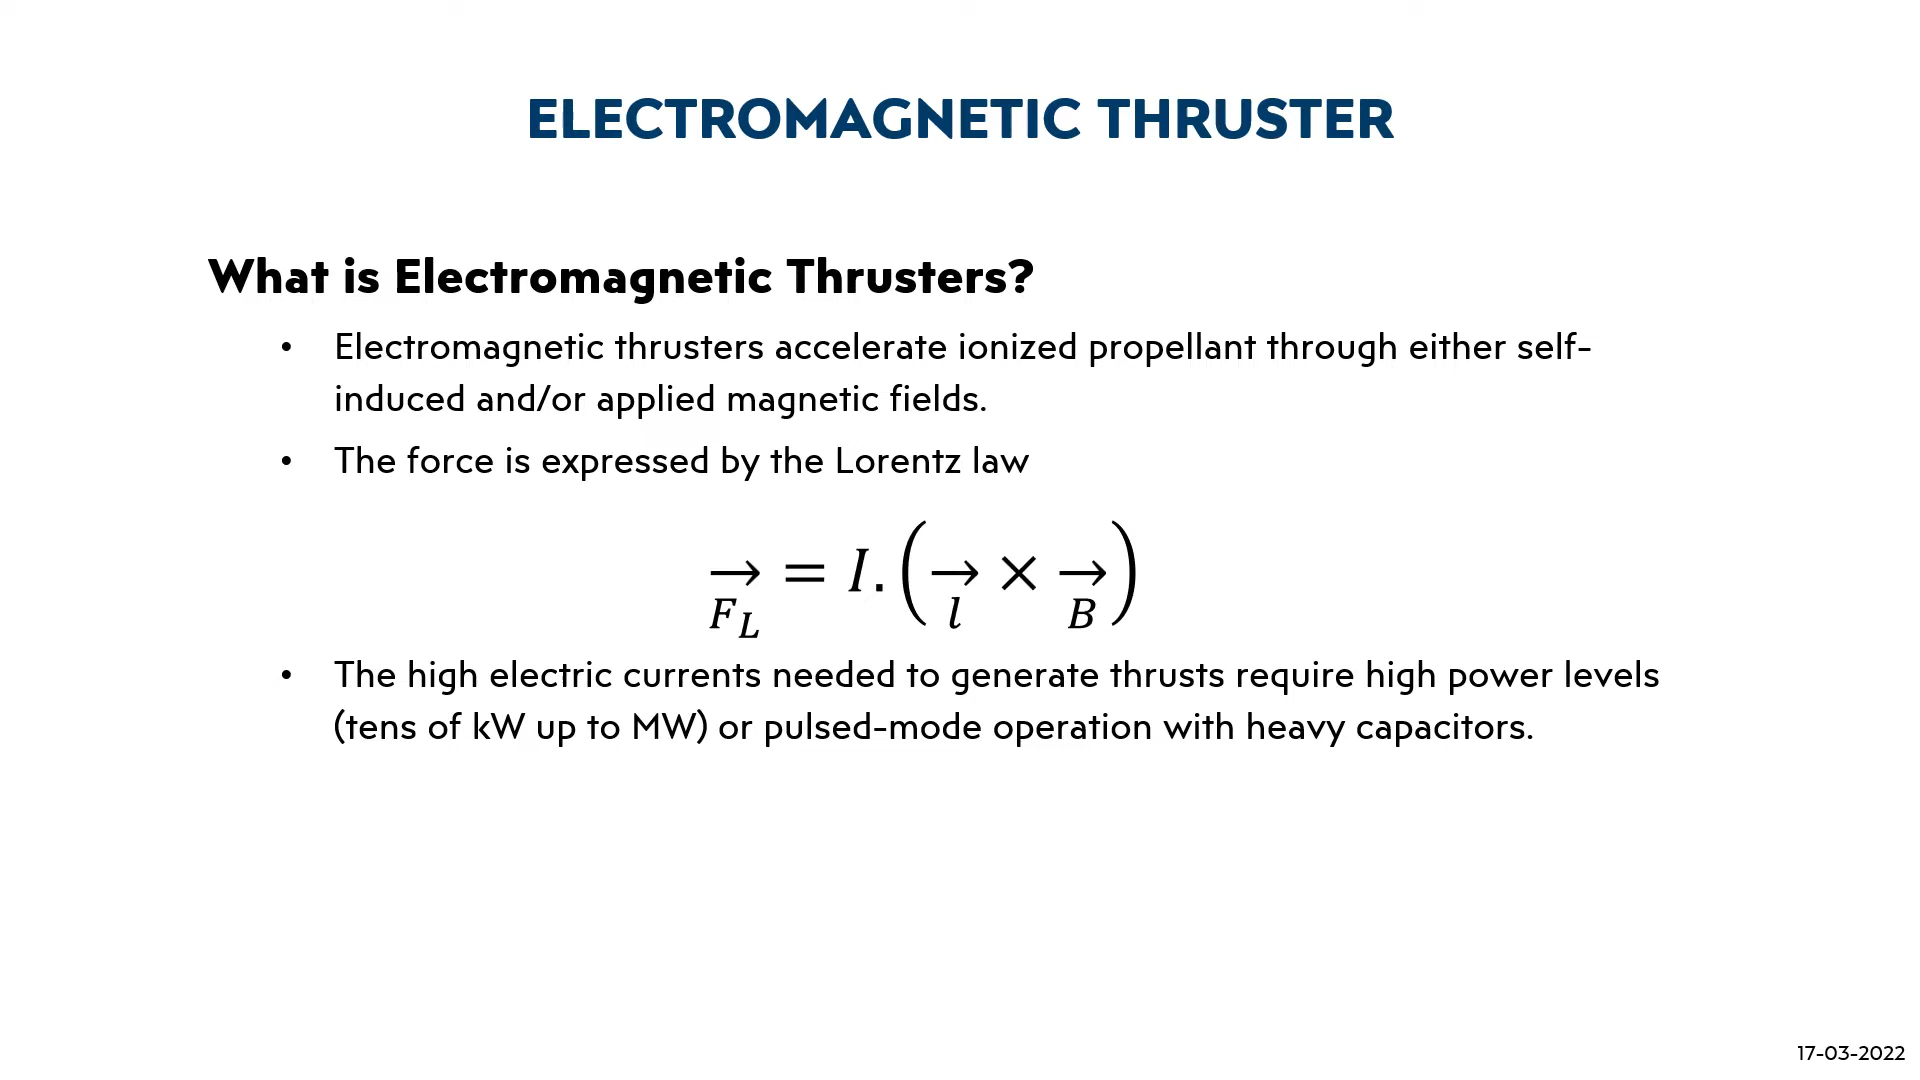 ELECTROMAGNETIC THRUSTER
What is Electromagnetic Thrusters?
• Electromagnetic thrusters accelerate ionized propellant through either self-
induced and/or applied magnetic fields.
• The force is expressed by the Lorentz law
→ = I. (→ × →)
F_L l B
• The high electric currents needed to generate thrusts require high power levels
(tens of kW up to MW) or pulsed-mode operation with heavy capacitors.
17-03-2022